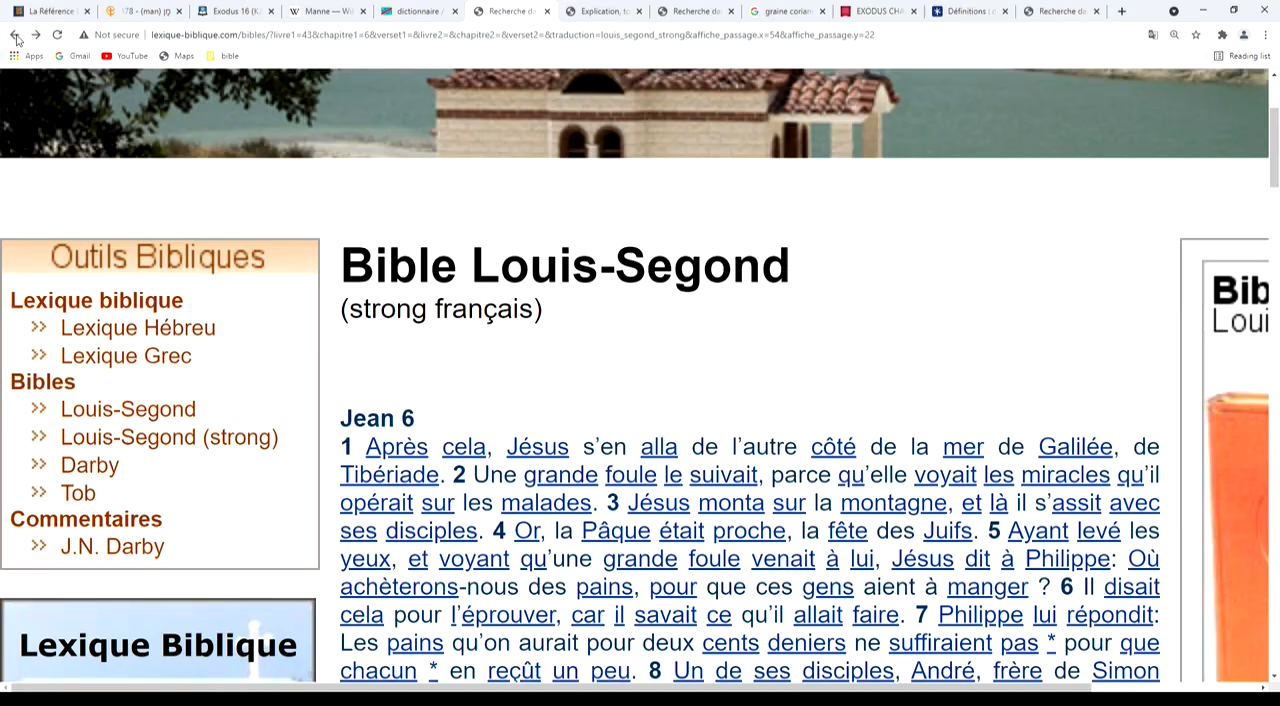 La Référence
Exodus 16 (K
Manne — Wi
dictionnaire
Recherche da
Explication, to
Recherche da
graine corian
EXODUS CHA
Définitions :
Recherche da
Not secure | lexique-biblique.com/bibles/?livre1=43&chapitre1=6&verset1=&livre2=&chapitre2=&verset2=&traduction=louis_segond_strong&affiche_passage.x=54&affiche_passage.y=22
Apps Gmail YouTube Maps bible Reading list
Outils Bibliques
Lexique biblique
>> Lexique Hébreu
>> Lexique Grec
Bibles
>> Louis-Segond
>> Louis-Segond (strong)
>> Darby
>> Tob
Commentaires
>> J.N. Darby
Lexique Biblique
Bible Louis-Segond
(strong français)
Jean 6
1 Après cela, Jésus s'en alla de l'autre côté de la mer de Galilée, de
Tibériade. 2 Une grande foule le suivait, parce qu'elle voyait les miracles qu'il
opérait sur les malades. 3 Jésus monta sur la montagne, et là il s'assit avec
ses disciples. 4 Or, la Pâque était proche, la fête des Juifs. 5 Ayant levé les
yeux, et voyant qu'une grande foule venait à lui, Jésus dit à Philippe: Où
achèterons-nous des pains, pour que ces gens aient à manger ? 6 Il disait
cela pour l'éprouver, car il savait ce qu'il allait faire. 7 Philippe lui répondit:
Les pains qu'on aurait pour deux cents deniers ne suffiraient pas * pour que
chacun * en reçût un peu. 8 Un de ses disciples, André, frère de Simon
Bib
Loui